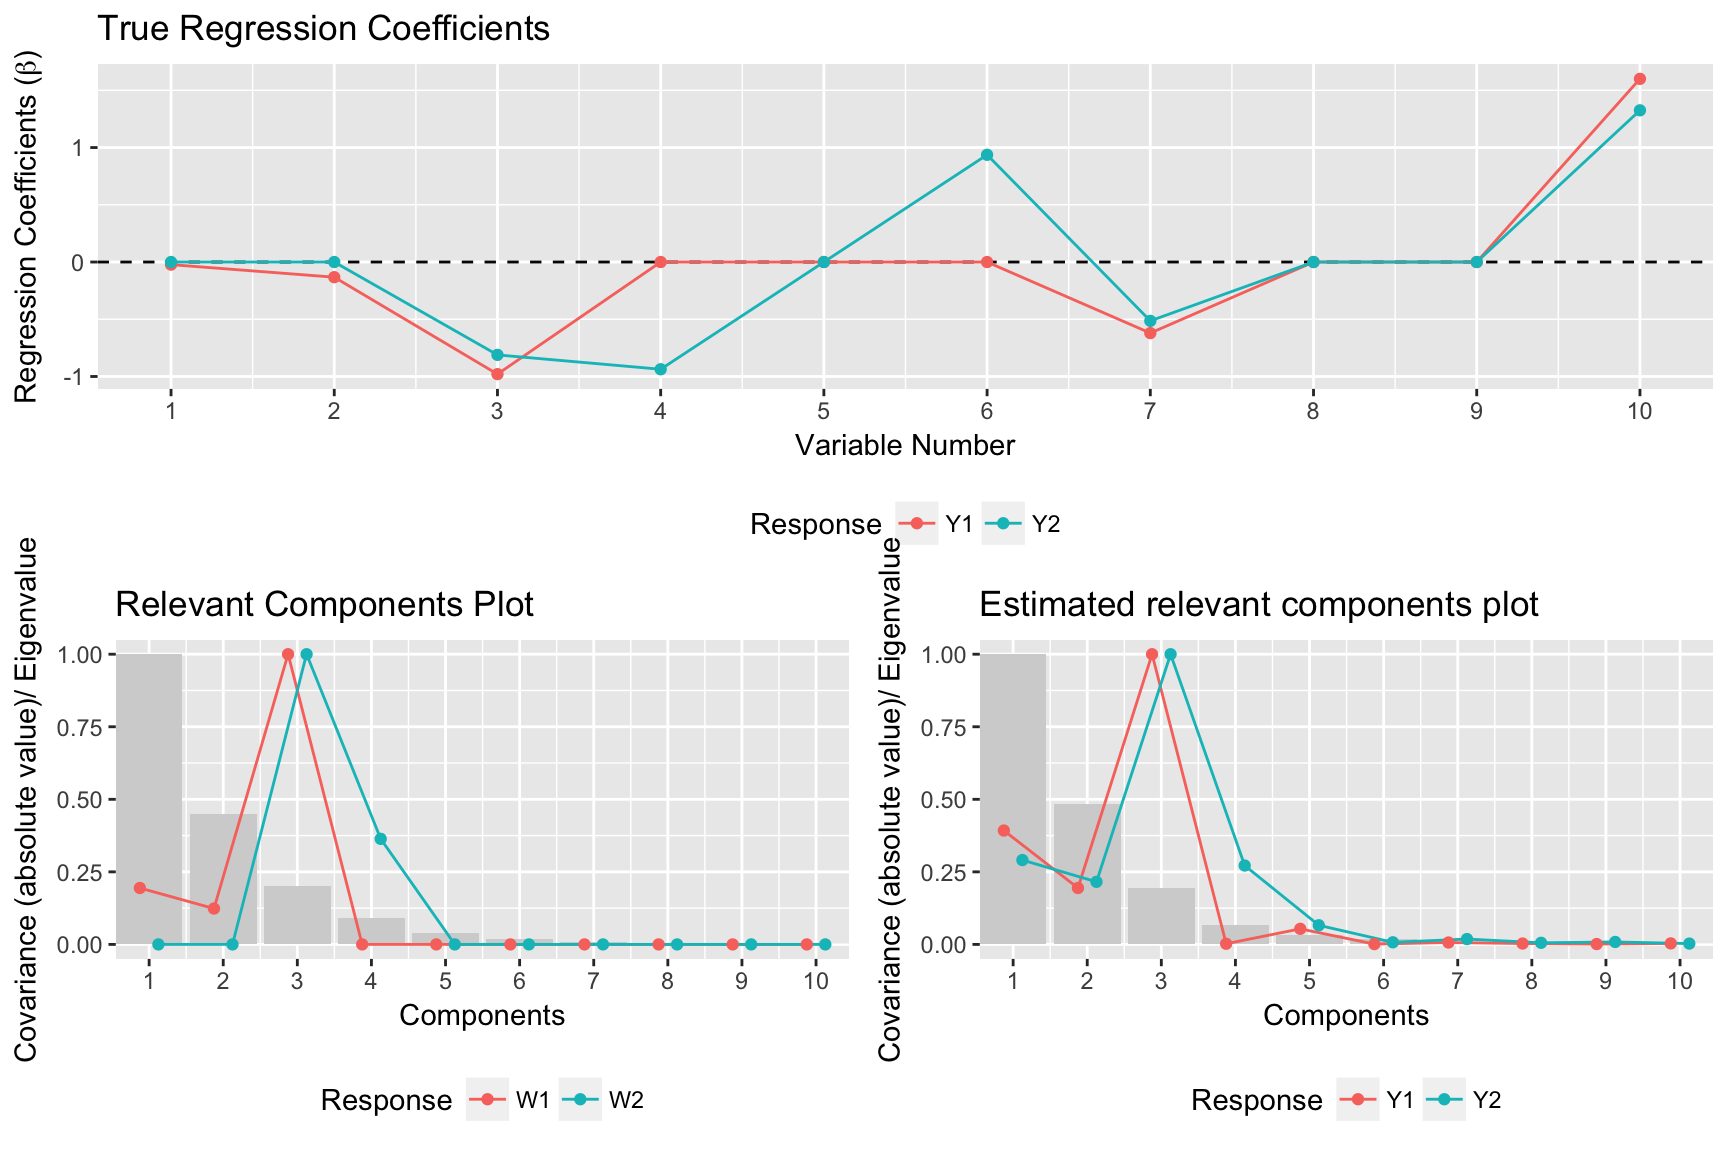 True Regression Coefficients
Regression Coefficients (β)
1
0
-1
1 2 3 4 5 6 7 8 9 10
Variable Number
Response Y1 Y2
Relevant Components Plot
Covariance (absolute value)/ Eigenvalue
1.00
0.75
0.50
0.25
0.00
1 2 3 4 5 6 7 8 9 10
Components
Response W1 W2
Estimated relevant components plot
Covariance (absolute value)/ Eigenvalue
1.00
0.75
0.50
0.25
0.00
1 2 3 4 5 6 7 8 9 10
Components
Response Y1 Y2